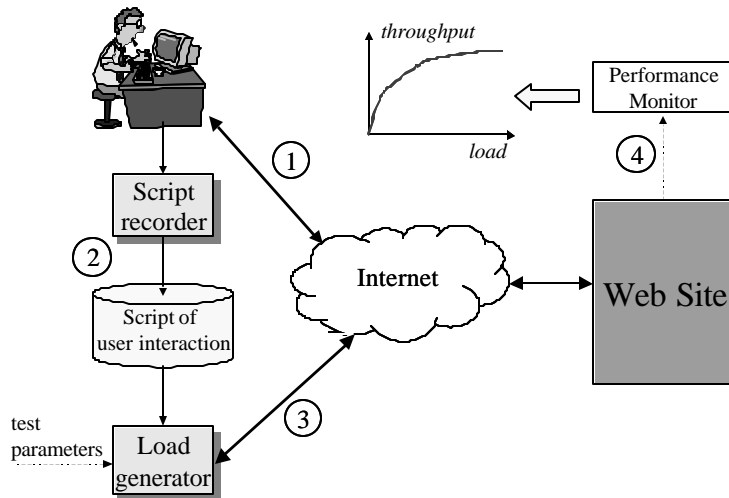 throughput
load
Performance
Monitor
1
4
Script
recorder
2
Internet
Web Site
Script of
user interaction
3
test
parameters
Load
generator